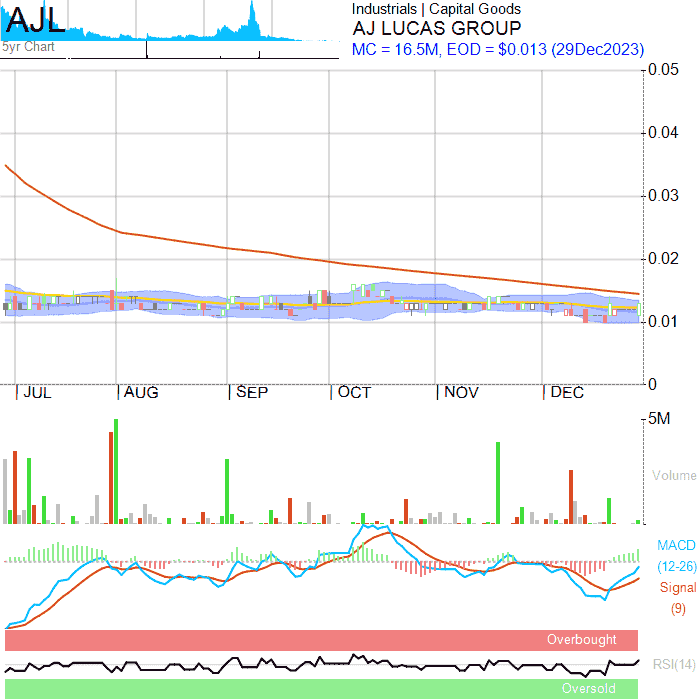 AJL
5yr Chart
Industrials | Capital Goods
AJ LUCAS GROUP
MC = 16.5M, EOD = $0.013 (29Dec2023)
0.05
0.04
0.03
0.02
0.01
0
JUL AUG SEP OCT NOV DEC
5M
Volume
MACD
(12-26)
Signal
(9)
Overbought
RSI(14)
Oversold